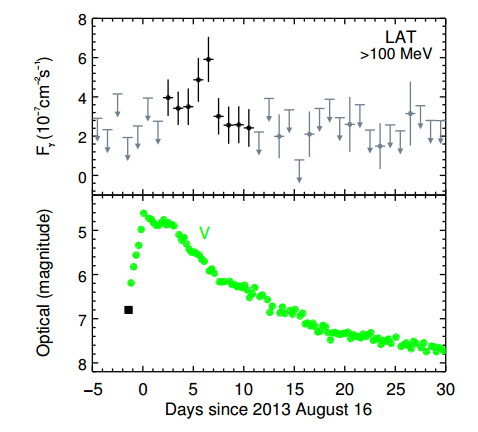 8
LAT
>100 MeV
6
4
2
0
Fγ (10⁻⁷cm⁻²s⁻¹)
V
5
6
7
8
Optical (magnitude)
−5 0 5 10 15 20 25 30
Days since 2013 August 16